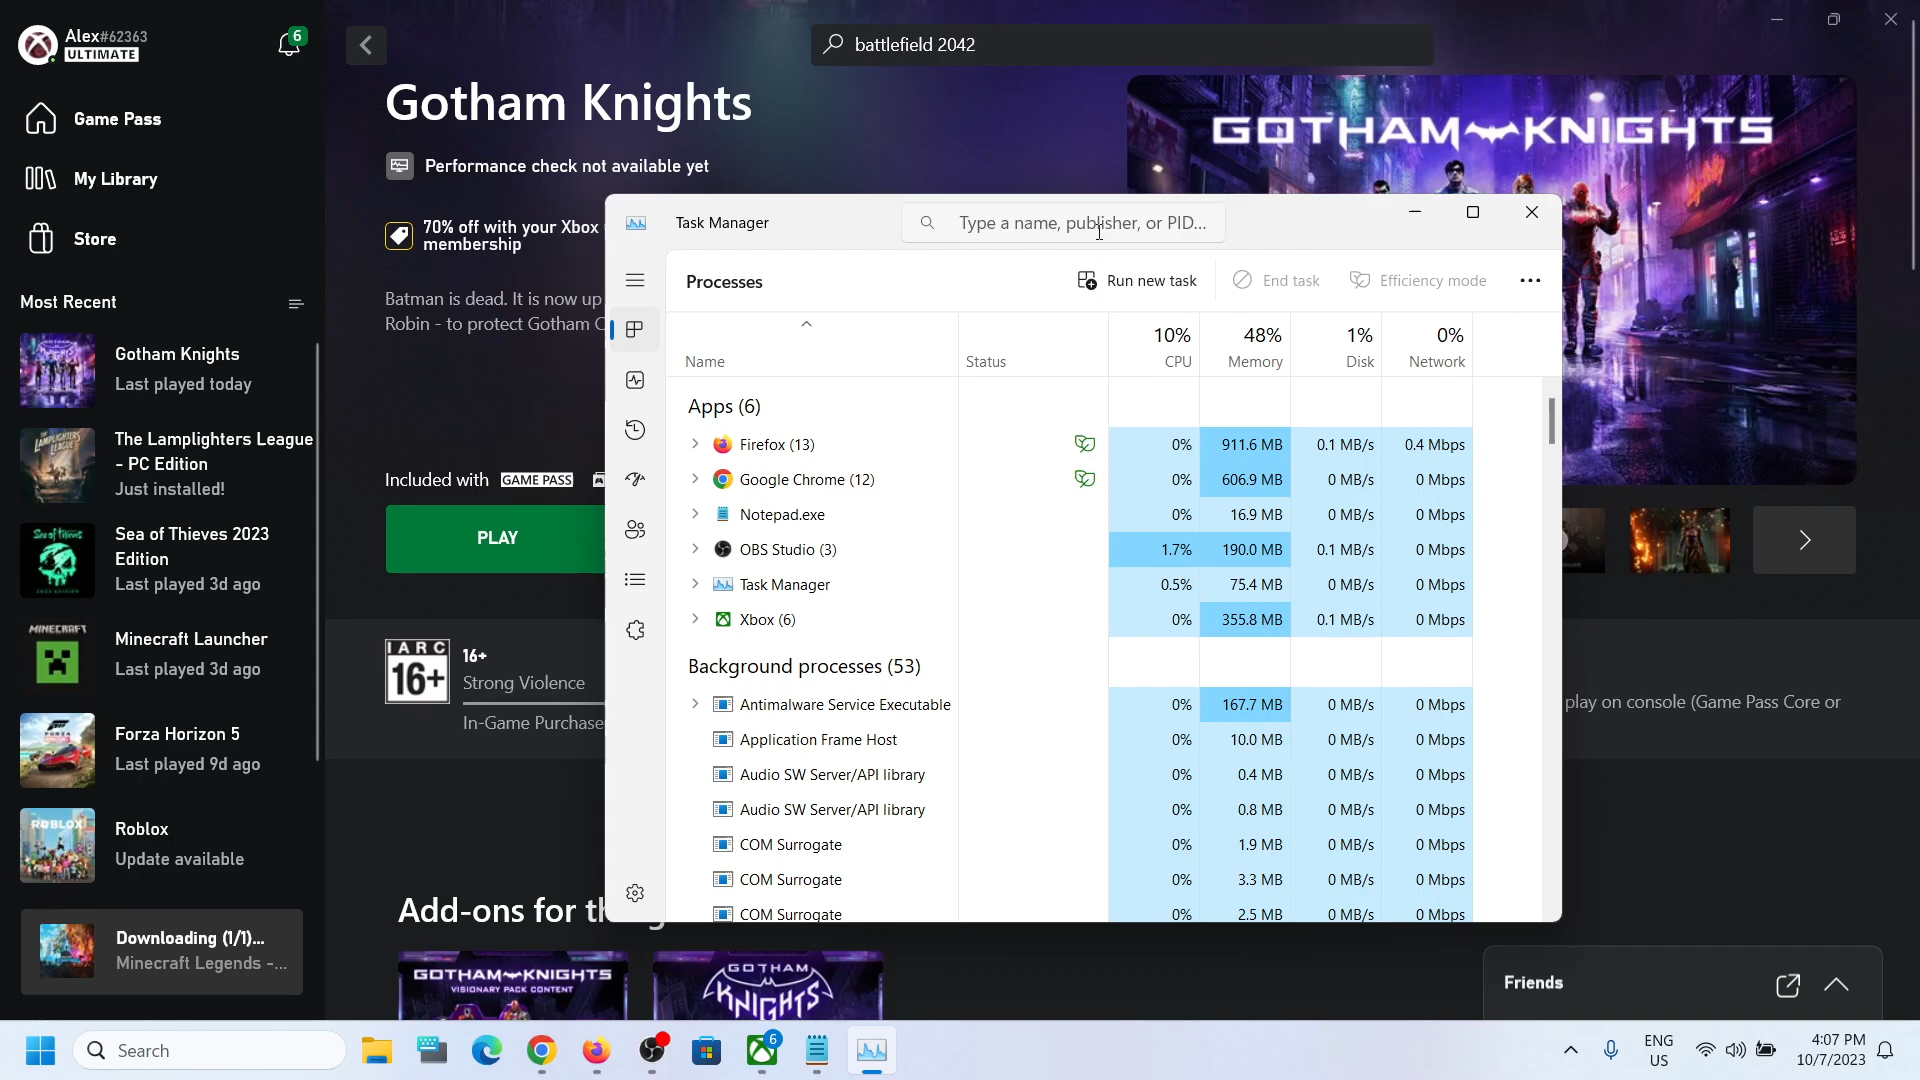 Alex#62363
ULTIMATE
6
Game Pass
My Library
Store
Most Recent
Gotham Knights
Last played today
The Lamplighters League
- PC Edition
Just installed!
Sea of Thieves 2023
Edition
Last played 3d ago
Minecraft Launcher
Last played 3d ago
Forza Horizon 5
Last played 9d ago
Roblox
Update available
Downloading (1/1)...
Minecraft Legends -...
battlefield 2042
Gotham Knights
Performance check not available yet
70% off with your Xbox
membership
Batman is dead. It is now up
Robin - to protect Gotham C
Included with GAME PASS
PLAY
IARC
16+
16+
Strong Violence
In-Game Purchase
Add-ons for th
GOTHAM KNIGHTS
VISIONARY PACK CONTENT
GOTHAM
KNIGHTS
GOTHAM KNIGHTS
play on console (Game Pass Core or
Friends
Task Manager
Type a name, publisher, or PID...
Processes
Run new task
End task
Efficiency mode
Name
Status
10% CPU
48% Memory
1% Disk
0% Network
Apps (6)
Firefox (13) 0% 911.6 MB 0.1 MB/s 0.4 Mbps
Google Chrome (12) 0% 606.9 MB 0 MB/s 0 Mbps
Notepad.exe 0% 16.9 MB 0 MB/s 0 Mbps
OBS Studio (3) 1.7% 190.0 MB 0.1 MB/s 0 Mbps
Task Manager 0.5% 75.4 MB 0 MB/s 0 Mbps
Xbox (6) 0% 355.8 MB 0.1 MB/s 0 Mbps
Background processes (53)
Antimalware Service Executable 0% 167.7 MB 0 MB/s 0 Mbps
Application Frame Host 0% 10.0 MB 0 MB/s 0 Mbps
Audio SW Server/API library 0% 0.4 MB 0 MB/s 0 Mbps
Audio SW Server/API library 0% 0.8 MB 0 MB/s 0 Mbps
COM Surrogate 0% 1.9 MB 0 MB/s 0 Mbps
COM Surrogate 0% 3.3 MB 0 MB/s 0 Mbps
COM Surrogate 0% 2.5 MB 0 MB/s 0 Mbps
Search
6
ENG
US
4:07 PM
10/7/2023